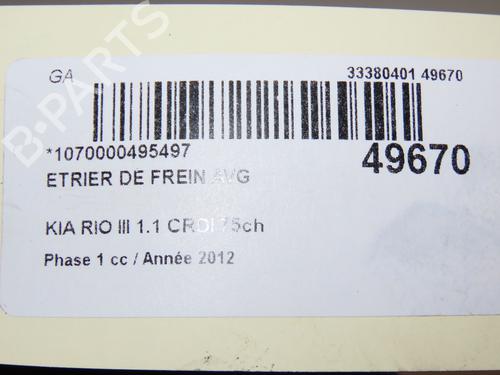 GA 33380401 49670
*1070000495497 49670
ETRIER DE FREIN AVG
KIA RIO III 1.1 CRDI 75ch
Phase 1 cc / Année 2012
B-PARTS